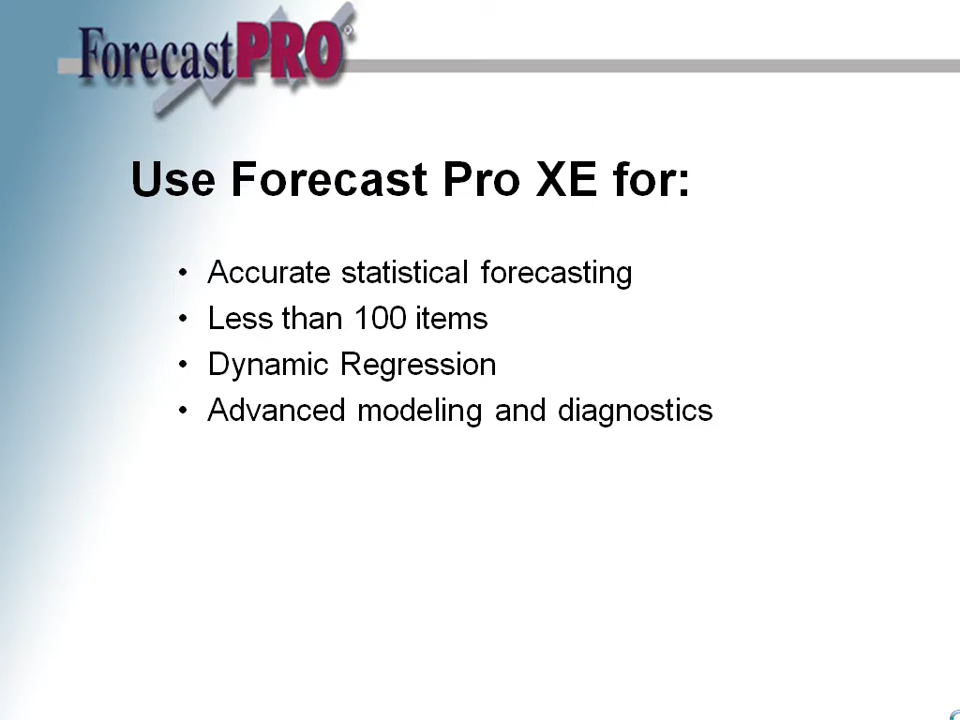 ForecastPRO®
Use Forecast Pro XE for:
• Accurate statistical forecasting
• Less than 100 items
• Dynamic Regression
• Advanced modeling and diagnostics